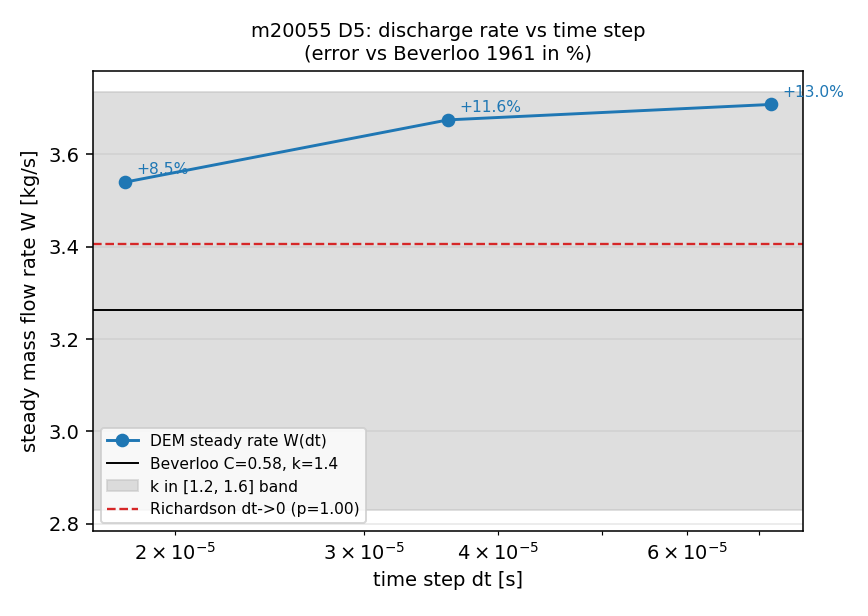 m20055 D5: discharge rate vs time step
(error vs Beverloo 1961 in %)
steady mass flow rate W [kg/s]
3.6
3.4
3.2
3.0
2.8
+8.5%
+11.6%
+13.0%
DEM steady rate W(dt)
Beverloo C=0.58, k=1.4
k in [1.2, 1.6] band
Richardson dt->0 (p=1.00)
2 × 10⁻⁵
3 × 10⁻⁵
4 × 10⁻⁵
6 × 10⁻⁵
time step dt [s]